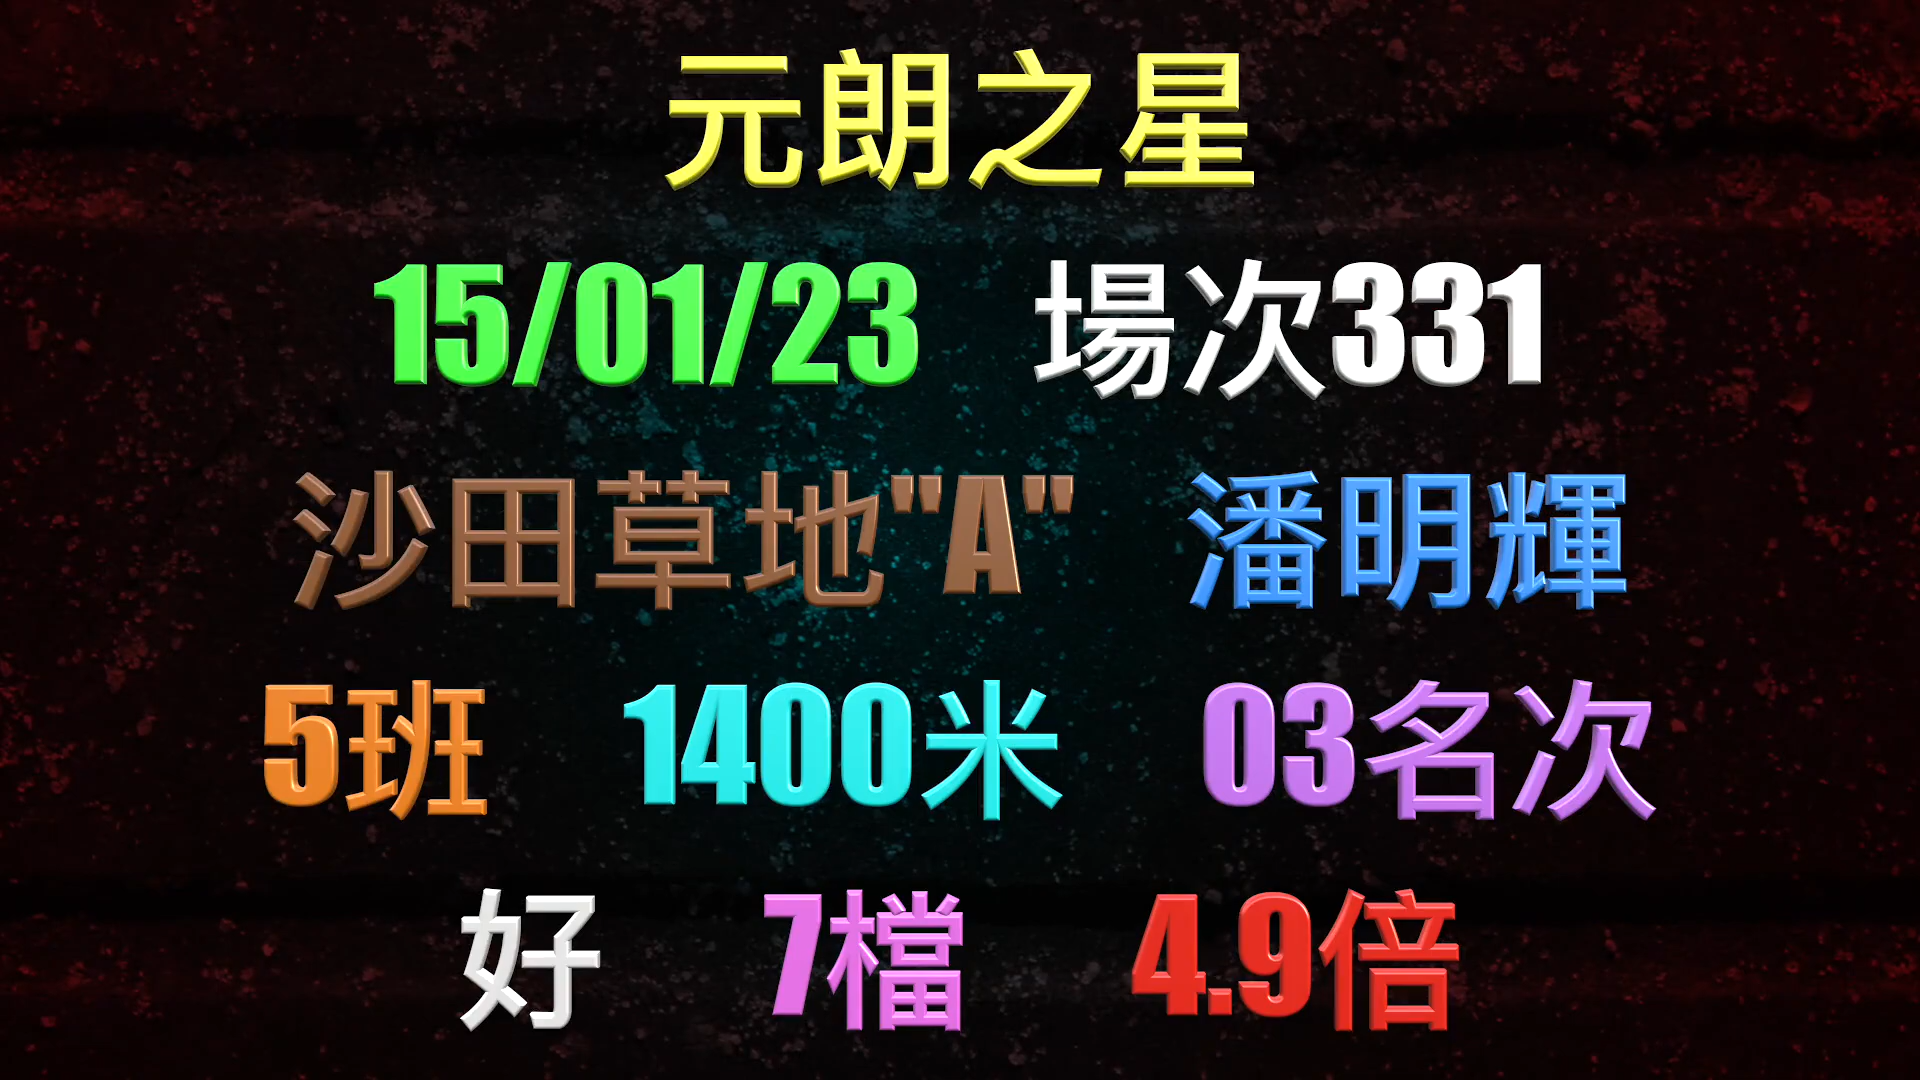 元朗之星
15/01/23 場次331
沙田草地"A" 潘明輝
5班 1400米 03名次
好 7檔 4.9倍